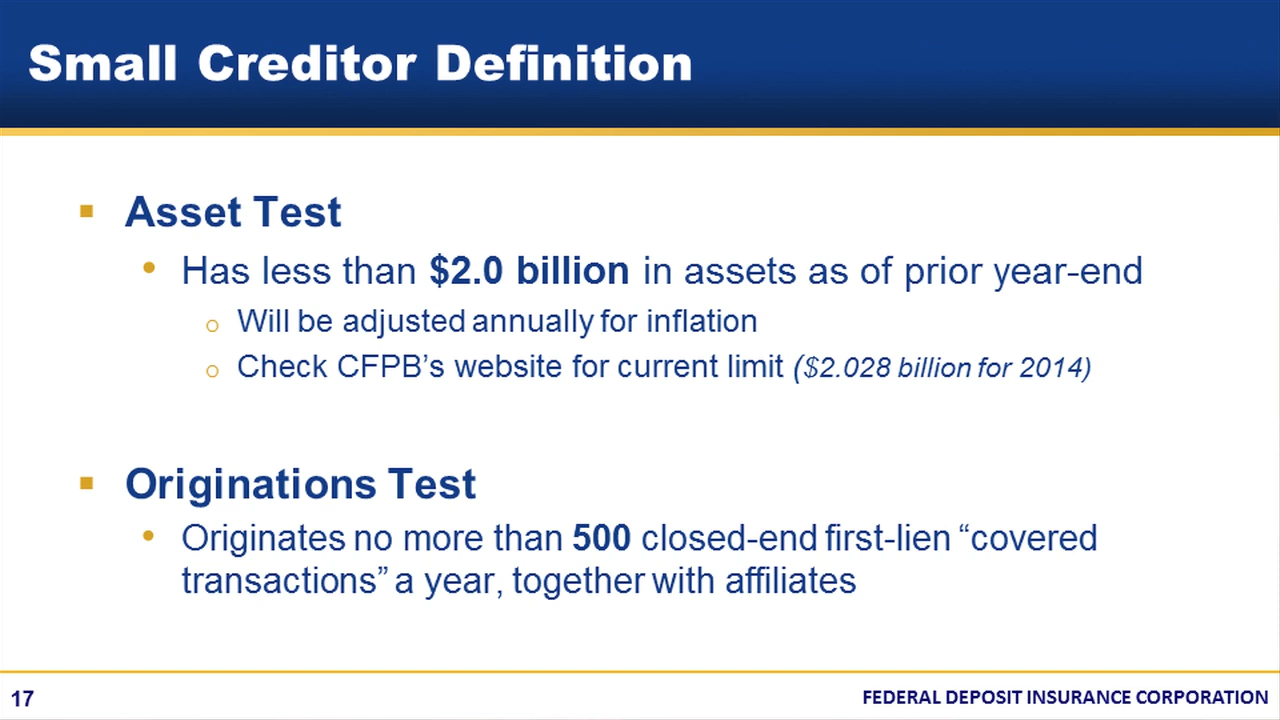 Small Creditor Definition
▪ Asset Test
• Has less than $2.0 billion in assets as of prior year-end
o Will be adjusted annually for inflation
o Check CFPB’s website for current limit ($2.028 billion for 2014)
▪ Originations Test
• Originates no more than 500 closed-end first-lien “covered
transactions” a year, together with affiliates
17
FEDERAL DEPOSIT INSURANCE CORPORATION